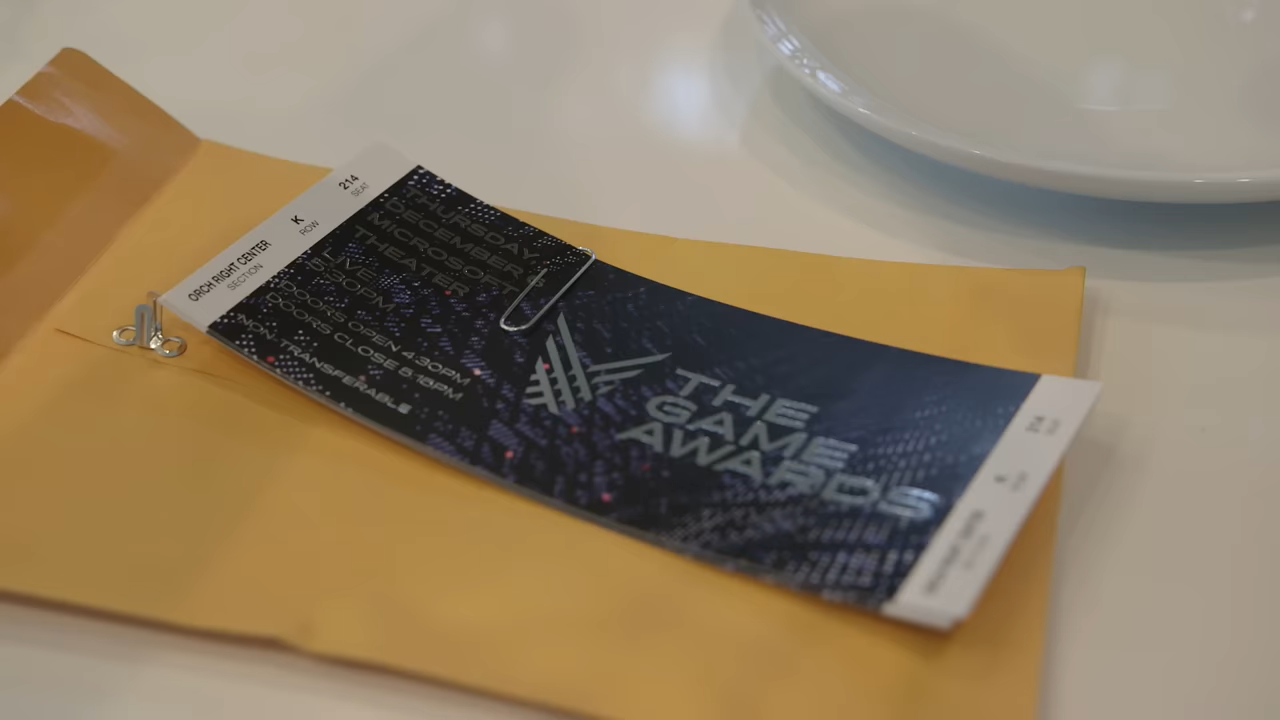 ORCH RIGHT CENTER
SECTION
K
ROW
214
SEAT
THURSDAY
DECEMBER
MICROSOFT
THEATER
LIVE
DOORS OPEN 4:30PM
DOORS CLOSE 5:15PM
*NON-TRANSFERABLE
THE
GAME
AWARDS
214
K